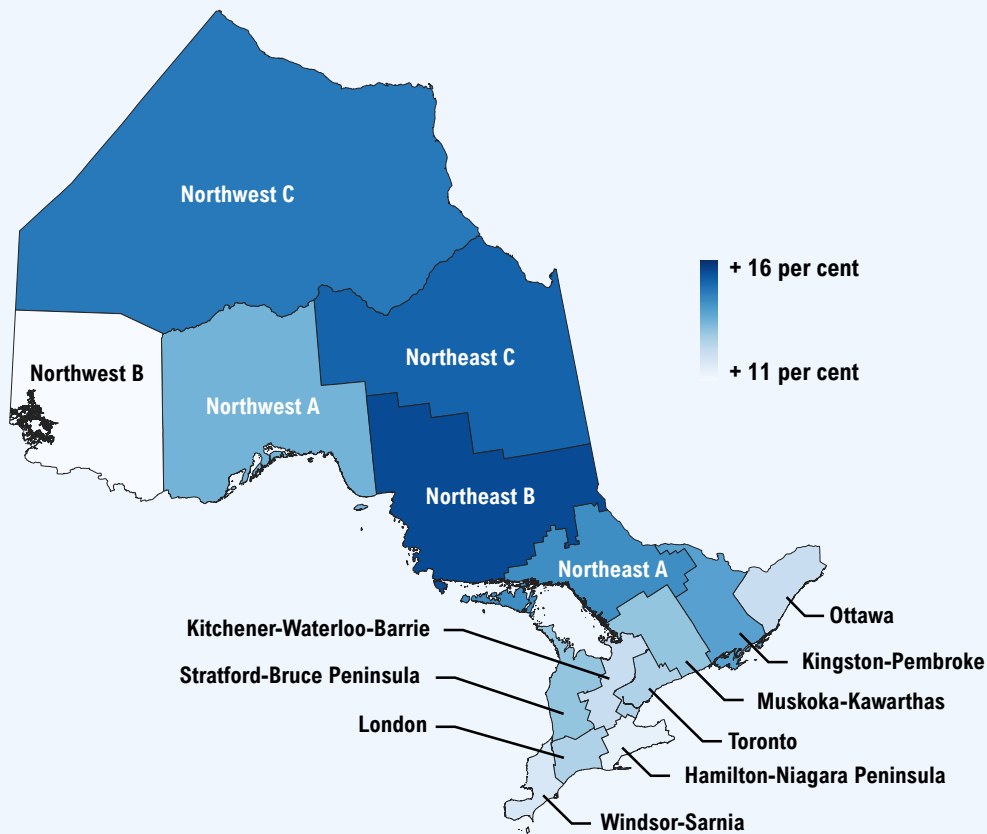 Northwest C
+ 16 per cent
Northeast C
Northwest B
+ 11 per cent
Northwest A
Northeast B
Northeast A
Ottawa
Kitchener-Waterloo-Barrie
Kingston-Pembroke
Stratford-Bruce Peninsula
Muskoka-Kawarthas
London
Toronto
Hamilton-Niagara Peninsula
Windsor-Sarnia